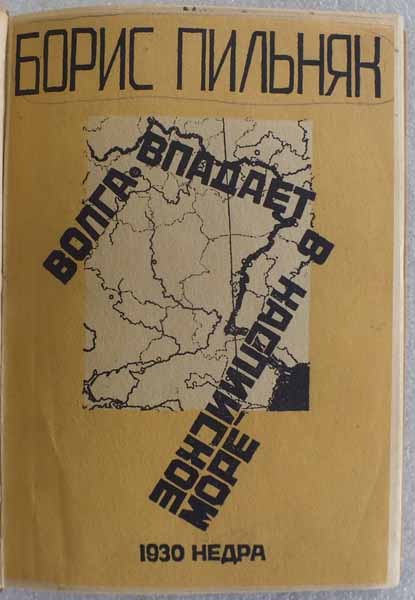 БОРИС ПИЛЬНЯК
ВОЛГА ВПАДАЕТ В КАСПИЙСКОЕ МОРЕ
1930 НЕДРА